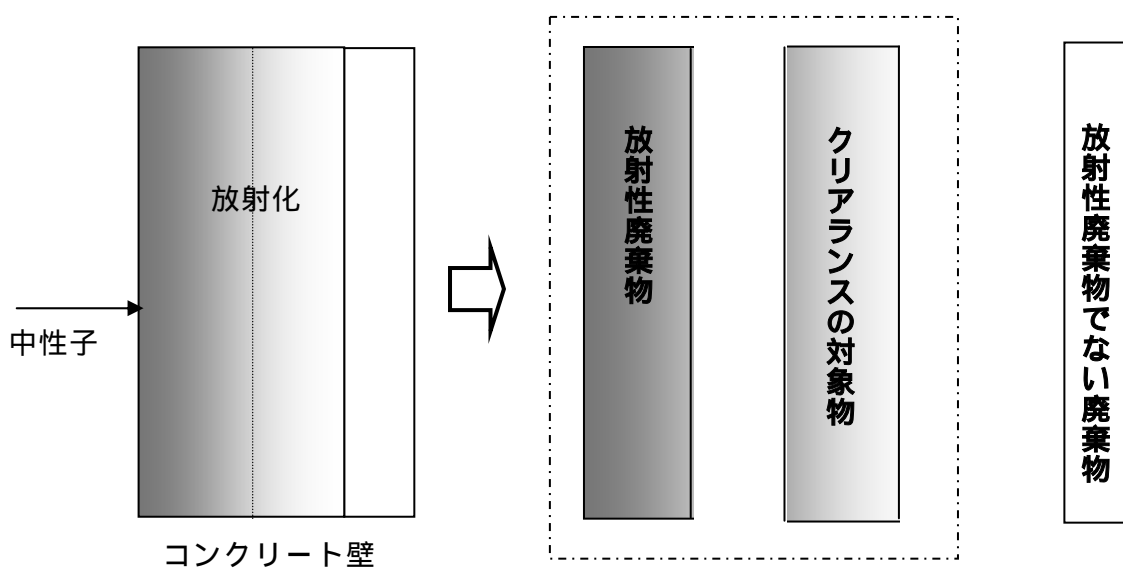 放射化
中性子
コンクリート壁
放射性廃棄物
クリアランスの対象物
放射性廃棄物でない廃棄物